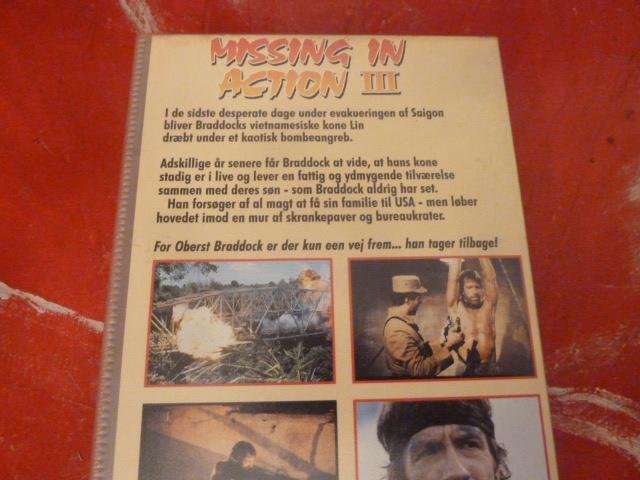 MISSING IN
ACTION III
I de sidste desperate dage under evakueringen af Saigon
bliver Braddocks vietnamesiske kone Lin
dræbt under et kaotisk bombeangreb.
Adskillige år senere får Braddock at vide, at hans kone
stadig er i live og lever en fattig og ydmygende tilværelse
sammen med deres søn - som Braddock aldrig har set.
Han forsøger af al magt at få sin familie til USA - men løber
hovedet imod en mur af skrankepaver og bureaukrater.
For Oberst Braddock er der kun een vej frem... han tager tilbage!